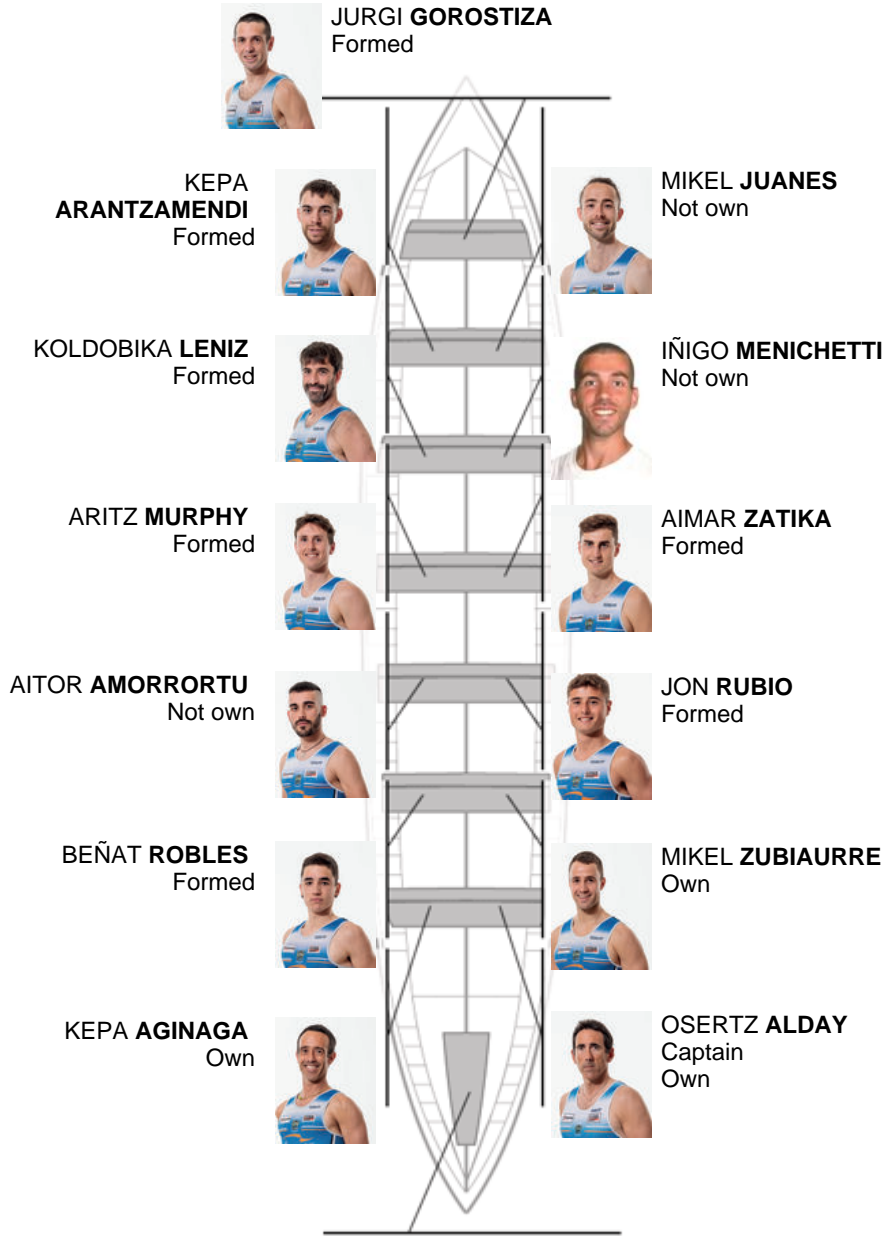 JURGI GOROSTIZA
Formed
KEPA
ARANTZAMENDI
Formed
MIKEL JUANES
Not own
KOLDOBIKA LENIZ
Formed
IÑIGO MENICHETTI
Not own
ARITZ MURPHY
Formed
AIMAR ZATIKA
Formed
AITOR AMORRORTU
Not own
JON RUBIO
Formed
BEÑAT ROBLES
Formed
MIKEL ZUBIAURRE
Own
KEPA AGINAGA
Own
OSERTZ ALDAY
Captain
Own